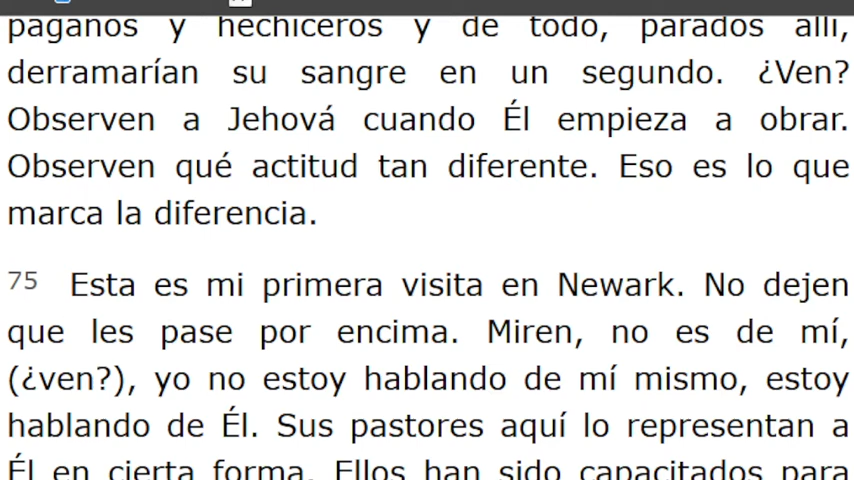 paganos y hechiceros y de todo, parados allí,
derramarían su sangre en un segundo. ¿Ven?
Observen a Jehová cuando Él empieza a obrar.
Observen qué actitud tan diferente. Eso es lo que
marca la diferencia.
75 Esta es mi primera visita en Newark. No dejen
que les pase por encima. Miren, no es de mí,
(¿ven?), yo no estoy hablando de mí mismo, estoy
hablando de Él. Sus pastores aquí lo representan a
Él en cierta forma. Ellos han sido capacitados para